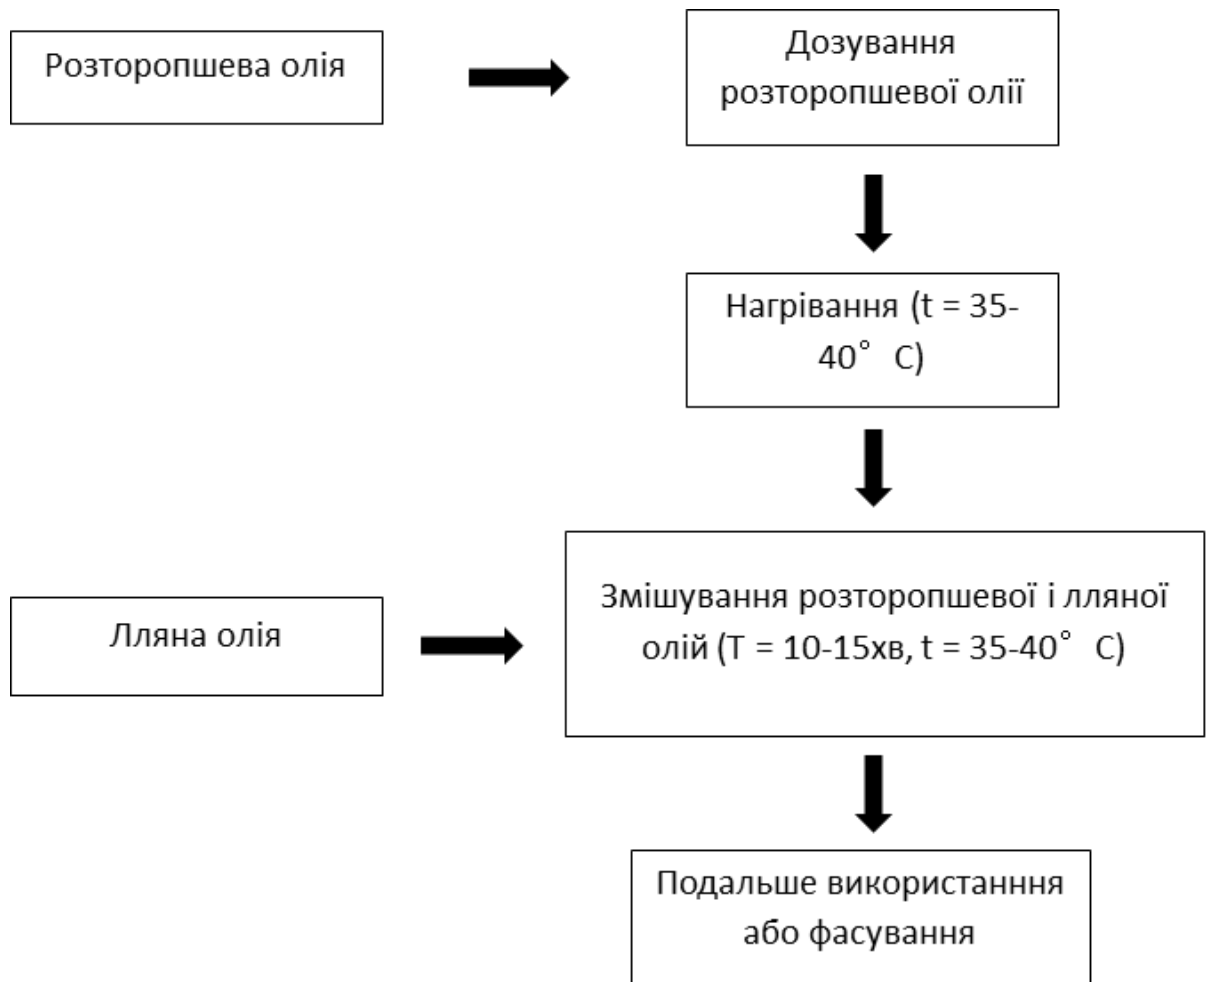 Розторопшева олія
Дозування
розторопшевої олії
Нагрівання (t = 35-
40° C)
Лляна олія
Змішування розторопшевої і лляної
олій (T = 10-15хв, t = 35-40° C)
Подальше використанння
або фасування